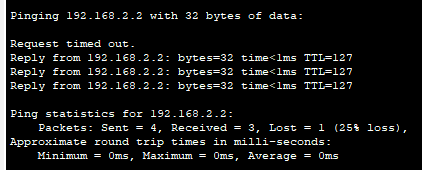 Pinging 192.168.2.2 with 32 bytes of data:
Request timed out.
Reply from 192.168.2.2: bytes=32 time<1ms TTL=127
Reply from 192.168.2.2: bytes=32 time<1ms TTL=127
Reply from 192.168.2.2: bytes=32 time<1ms TTL=127
Ping statistics for 192.168.2.2:
Packets: Sent = 4, Received = 3, Lost = 1 (25% loss),
Approximate round trip times in milli-seconds:
Minimum = 0ms, Maximum = 0ms, Average = 0ms